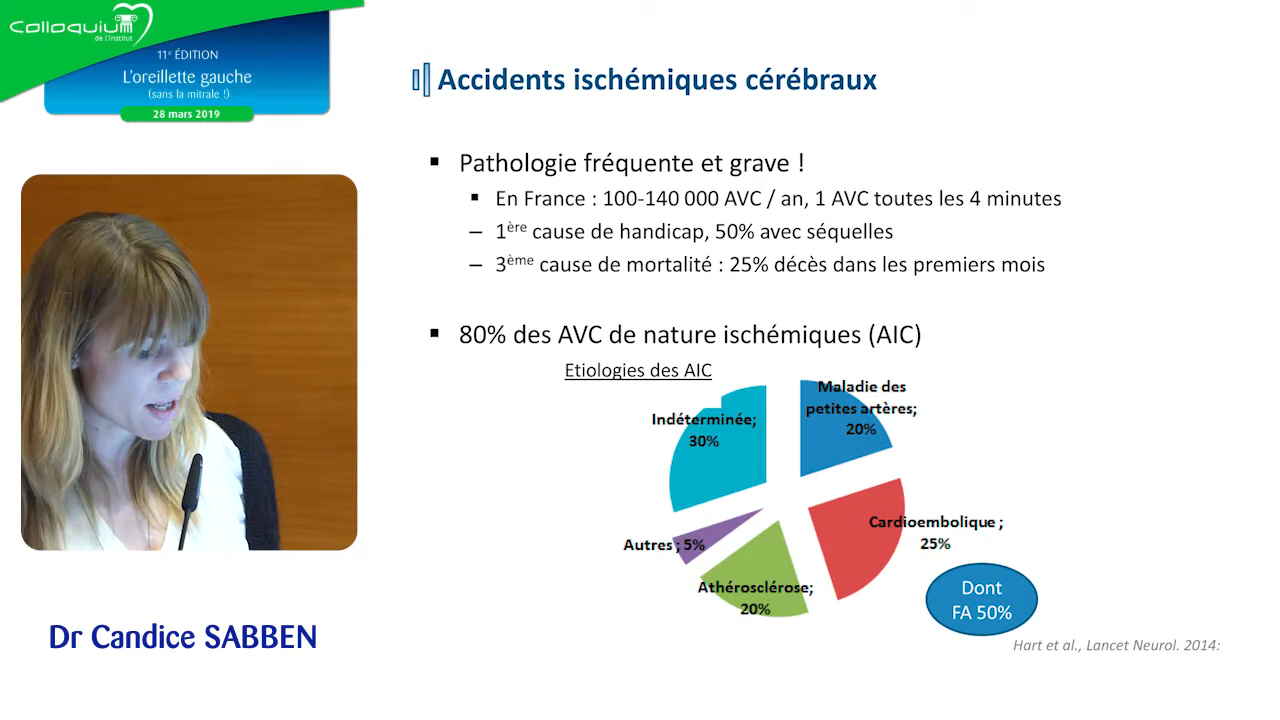 Colloquium
de l'Institut
11e ÉDITION
L'oreillette gauche
(sans la mitrale !)
28 mars 2019
Accidents ischémiques cérébraux
Pathologie fréquente et grave !
En France : 100-140 000 AVC / an, 1 AVC toutes les 4 minutes
– 1ère cause de handicap, 50% avec séquelles
– 3ème cause de mortalité : 25% décès dans les premiers mois
80% des AVC de nature ischémiques (AIC)
Etiologies des AIC
Maladie des
petites artères;
20%
Indéterminée;
30%
Cardioembolique ;
25%
Autres ; 5%
Athérosclérose;
20%
Dont
FA 50%
Dr Candice SABBEN
Hart et al., Lancet Neurol. 2014: